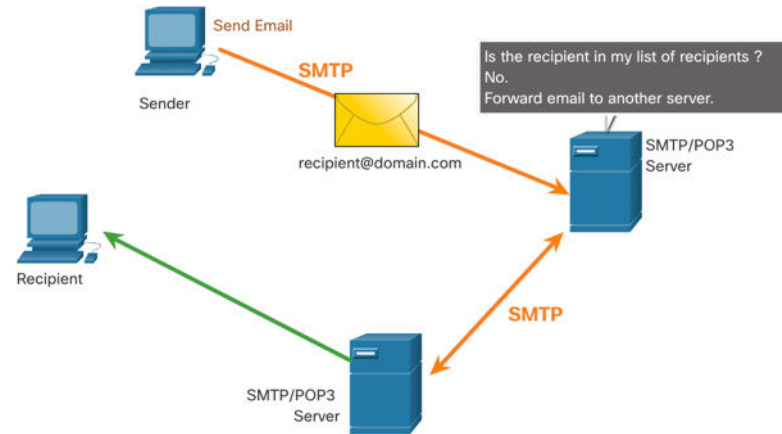 Send Email
SMTP
Sender
recipient@domain.com
Is the recipient in my list of recipients ?
No.
Forward email to another server.
SMTP/POP3
Server
Recipient
SMTP
SMTP/POP3
Server